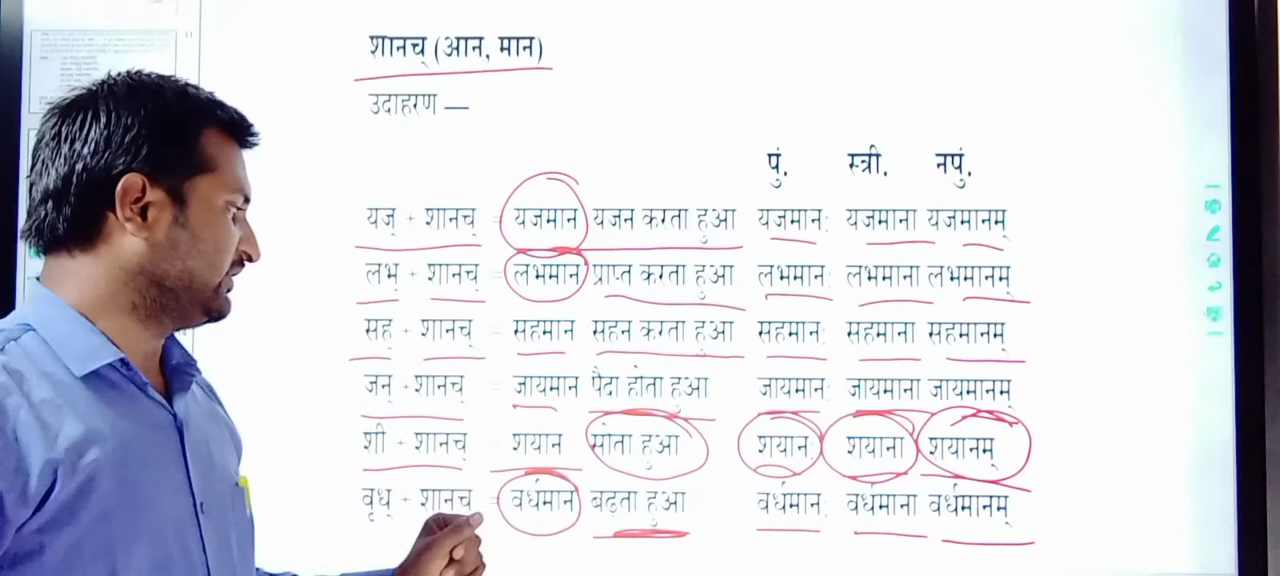 शानच् (आन, मान)
उदाहरण —
पुं. स्त्री. नपुं.
यज् + शानच् = यजमान यजन करता हुआ यजमान: यजमाना यजमानम्
लभ् + शानच् = लभमान प्राप्त करता हुआ लभमान: लभमाना लभमानम्
सह् + शानच् = सहमान सहन करता हुआ सहमान: सहमाना सहमानम्
जन् + शानच् = जायमान पैदा होता हुआ जायमान: जायमाना जायमानम्
शी + शानच् = शयान सोता हुआ शयान: शयाना शयानम्
वृध् + शानच् = वर्धमान बढ़ता हुआ वर्धमान: वर्धमाना वर्धमानम्